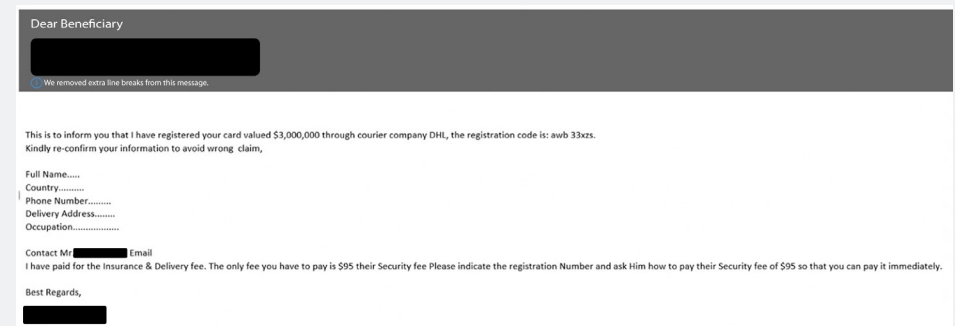 Dear Beneficiary
We removed extra line breaks from this message.
This is to inform you that I have registered your card valued $3,000,000 through courier company DHL, the registration code is: awb 33xzs.
Kindly re-confirm your information to avoid wrong  claim,
Full Name.....
Country..........
Phone Number.........
Delivery Address........
Occupation..................
Contact Mr Email
I have paid for the Insurance & Delivery fee. The only fee you have to pay is $95 their Security fee Please indicate the registration Number and ask Him how to pay their Security fee of $95 so that you can pay it immediately.
Best Regards,